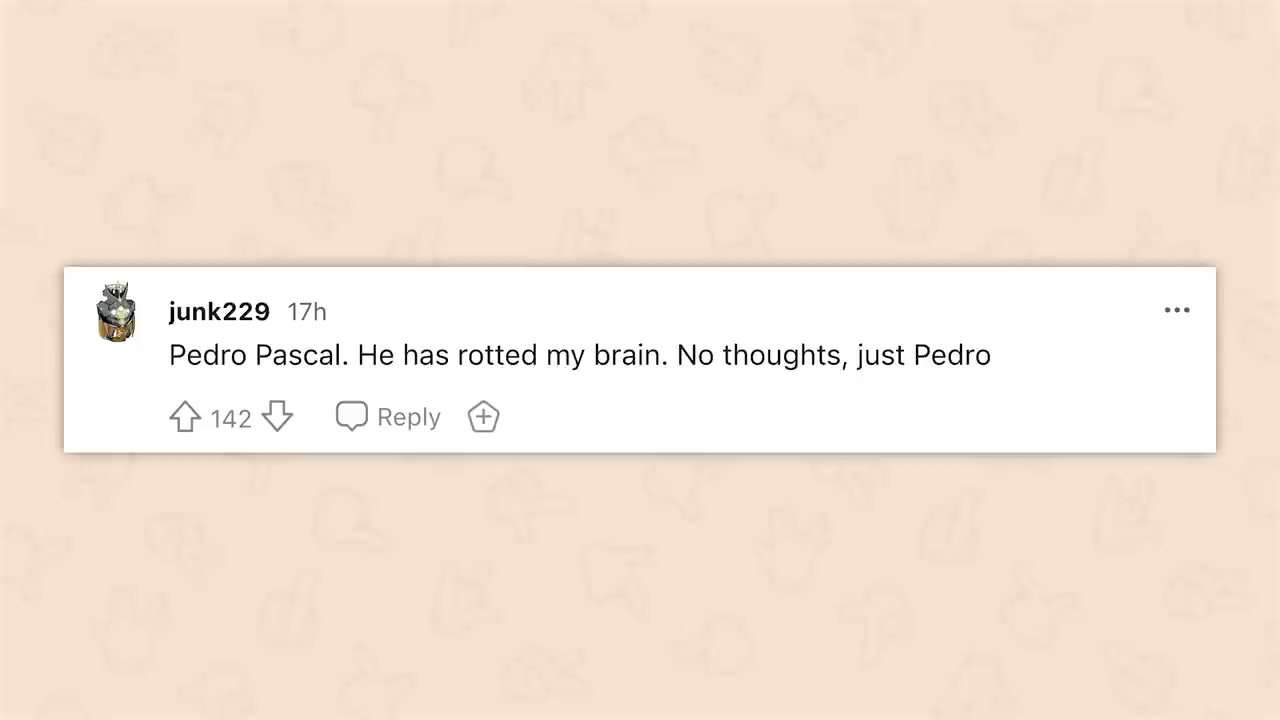 junk229 17h
Pedro Pascal. He has rotted my brain. No thoughts, just Pedro
142 Reply